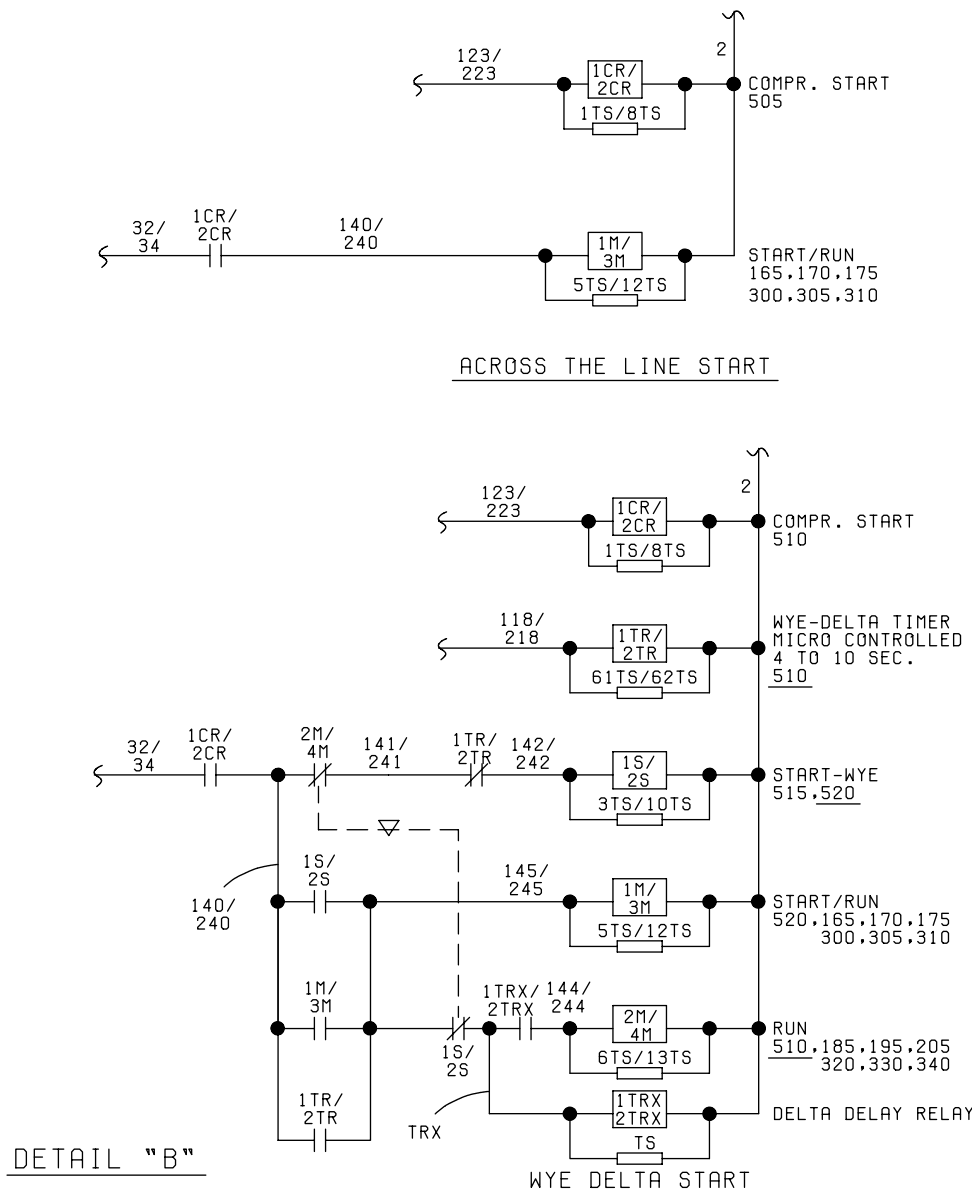 2
123/
223
1CR/
2CR
1TS/8TS
COMPR. START
505
32/
34
1CR/
2CR
140/
240
1M/
3M
5TS/12TS
START/RUN
165,170,175
300,305,310
ACROSS THE LINE START
2
123/
223
1CR/
2CR
1TS/8TS
COMPR. START
510
118/
218
1TR/
2TR
61TS/62TS
WYE-DELTA TIMER
MICRO CONTROLLED
4 TO 10 SEC.
510
32/
34
1CR/
2CR
2M/
4M
141/
241
1TR/
2TR
142/
242
1S/
2S
3TS/10TS
START-WYE
515,520
140/
240
1S/
2S
145/
245
1M/
3M
5TS/12TS
START/RUN
520,165,170,175
300,305,310
1M/
3M
1S/
2S
1TRX/
2TRX
144/
244
2M/
4M
6TS/13TS
RUN
510,185,195,205
320,330,340
1TR/
2TR
TRX
1TRX
2TRX
TS
DELTA DELAY RELAY
DETAIL "B"
WYE DELTA START